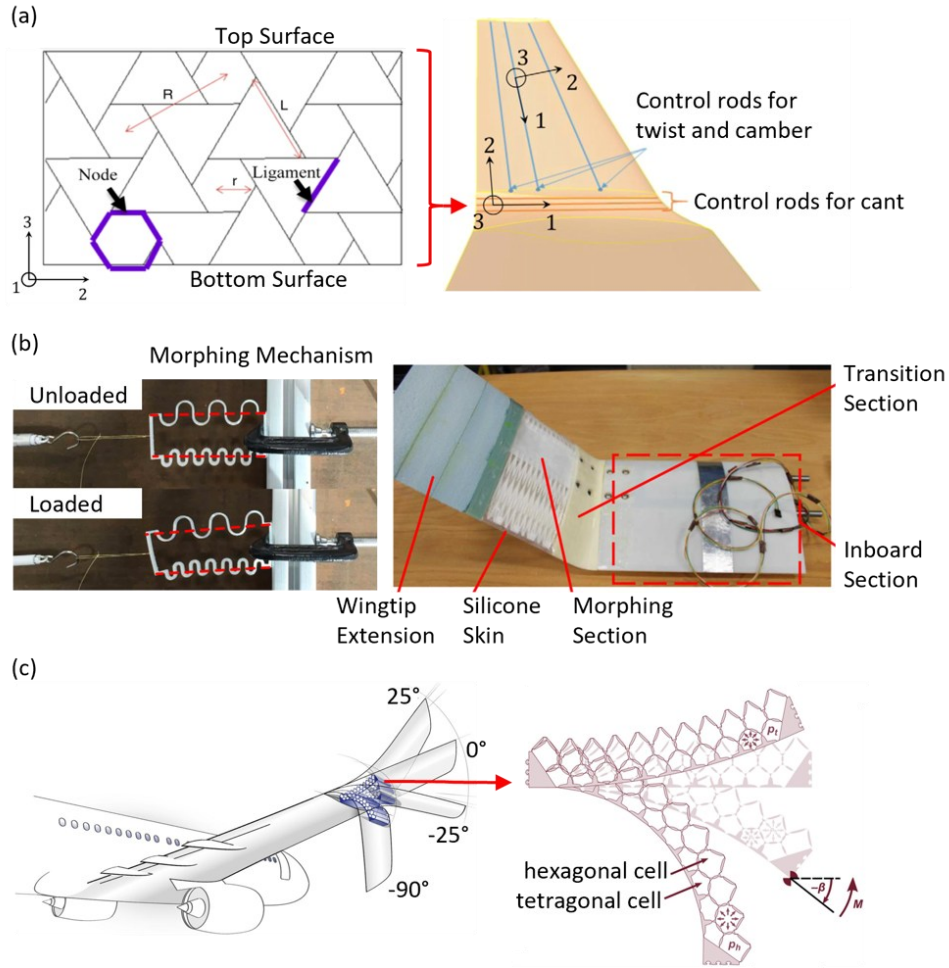 (a)
Top Surface
R
L
Node
r
Ligament
3
1
2
Bottom Surface
3
2
1
2
3
1
Control rods for
twist and camber
Control rods for cant
(b)
Morphing Mechanism
Unloaded
Loaded
Transition
Section
Inboard
Section
Wingtip
Extension
Silicone
Skin
Morphing
Section
(c)
25°
0°
-25°
-90°
pt
hexagonal cell
tetragonal cell
ph
-β
M